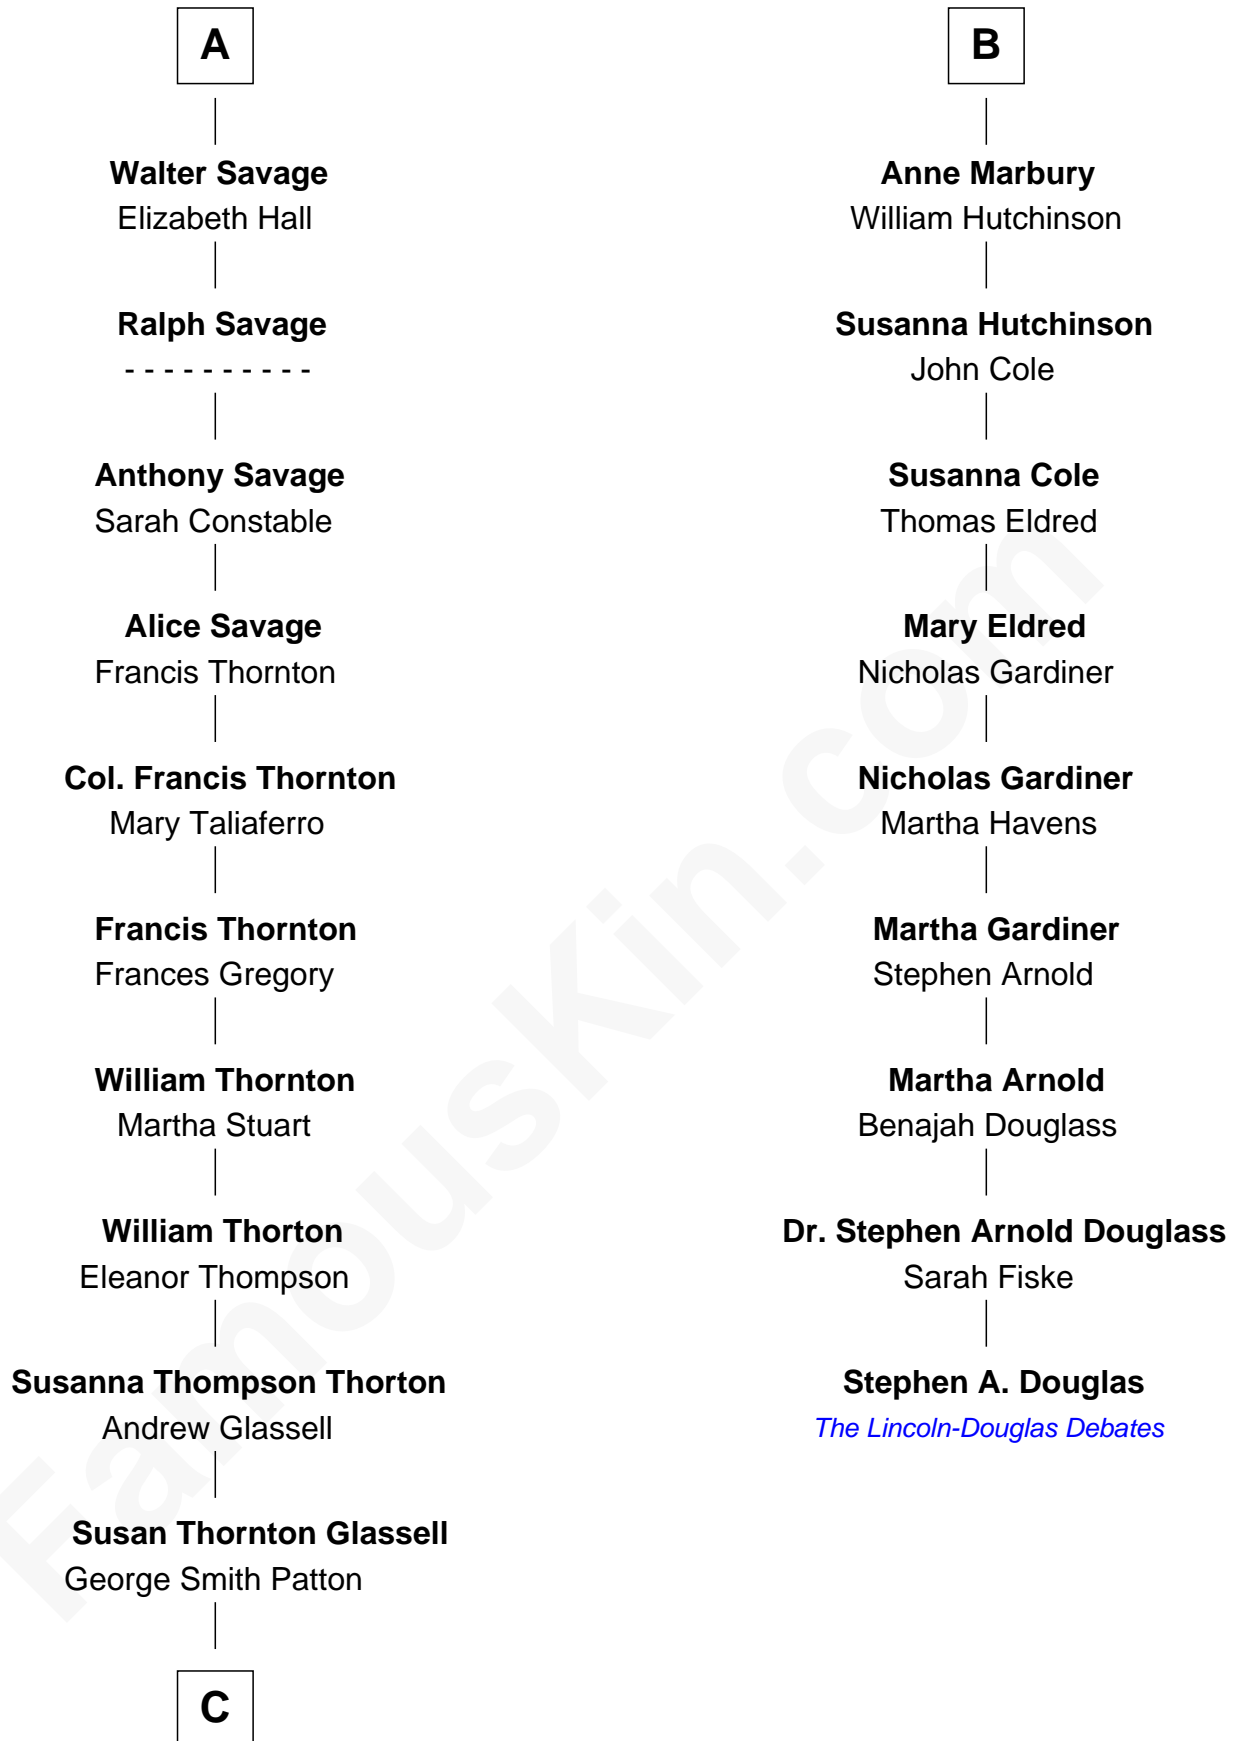 A
Walter Savage
Elizabeth Hall
Ralph Savage
- - - - - - - - - -
Anthony Savage
Sarah Constable
Alice Savage
Francis Thornton
Col. Francis Thornton
Mary Taliaferro
Francis Thornton
Frances Gregory
William Thornton
Martha Stuart
William Thorton
Eleanor Thompson
Susanna Thompson Thorton
Andrew Glassell
Susan Thornton Glassell
George Smith Patton
C
B
Anne Marbury
William Hutchinson
Susanna Hutchinson
John Cole
Susanna Cole
Thomas Eldred
Mary Eldred
Nicholas Gardiner
Nicholas Gardiner
Martha Havens
Martha Gardiner
Stephen Arnold
Martha Arnold
Benajah Douglass
Dr. Stephen Arnold Douglass
Sarah Fiske
Stephen A. Douglas
The Lincoln-Douglas Debates
FamousKin.com